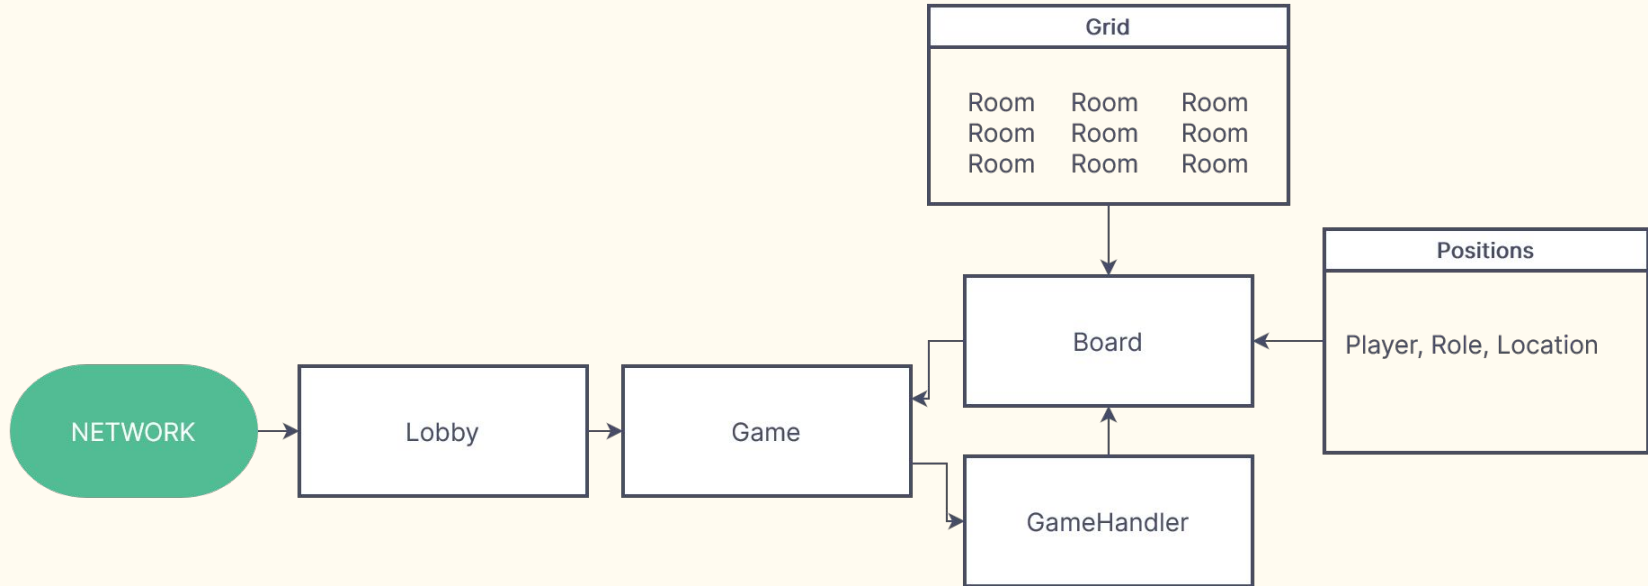 Grid
Room Room Room
Room Room Room
Room Room Room
Positions
Player, Role, Location
Board
NETWORK
Lobby
Game
GameHandler